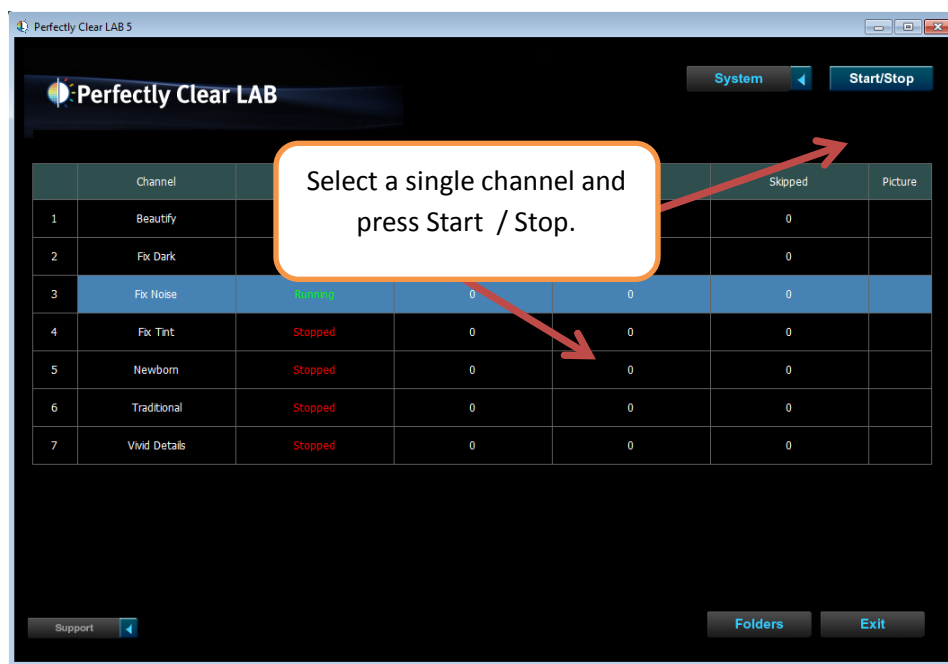 Perfectly Clear LAB 5
System
Start/Stop
Perfectly Clear LAB
Select a single channel and
press Start / Stop.
Channel Skipped Picture
1 Beautify 0
2 Fix Dark 0
3 Fix Noise Running 0 0 0
4 Fix Tint Stopped 0 0 0
5 Newborn Stopped 0 0 0
6 Traditional Stopped 0 0 0
7 Vivid Details Stopped 0 0 0
Support
Folders
Exit